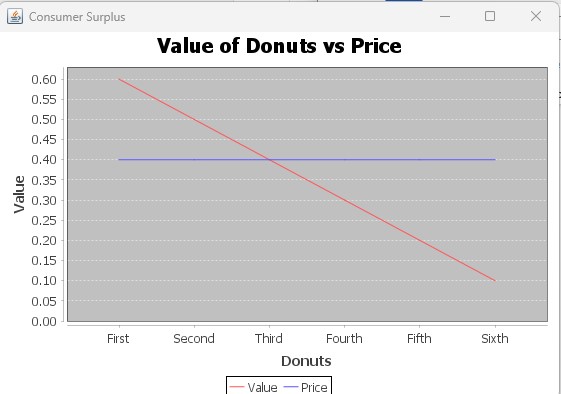 Consumer Surplus
Value of Donuts vs Price
0.60
0.55
0.50
0.45
0.40
0.35
0.30
0.25
0.20
0.15
0.10
0.05
0.00
Value
First Second Third Fourth Fifth Sixth
Donuts
Value Price